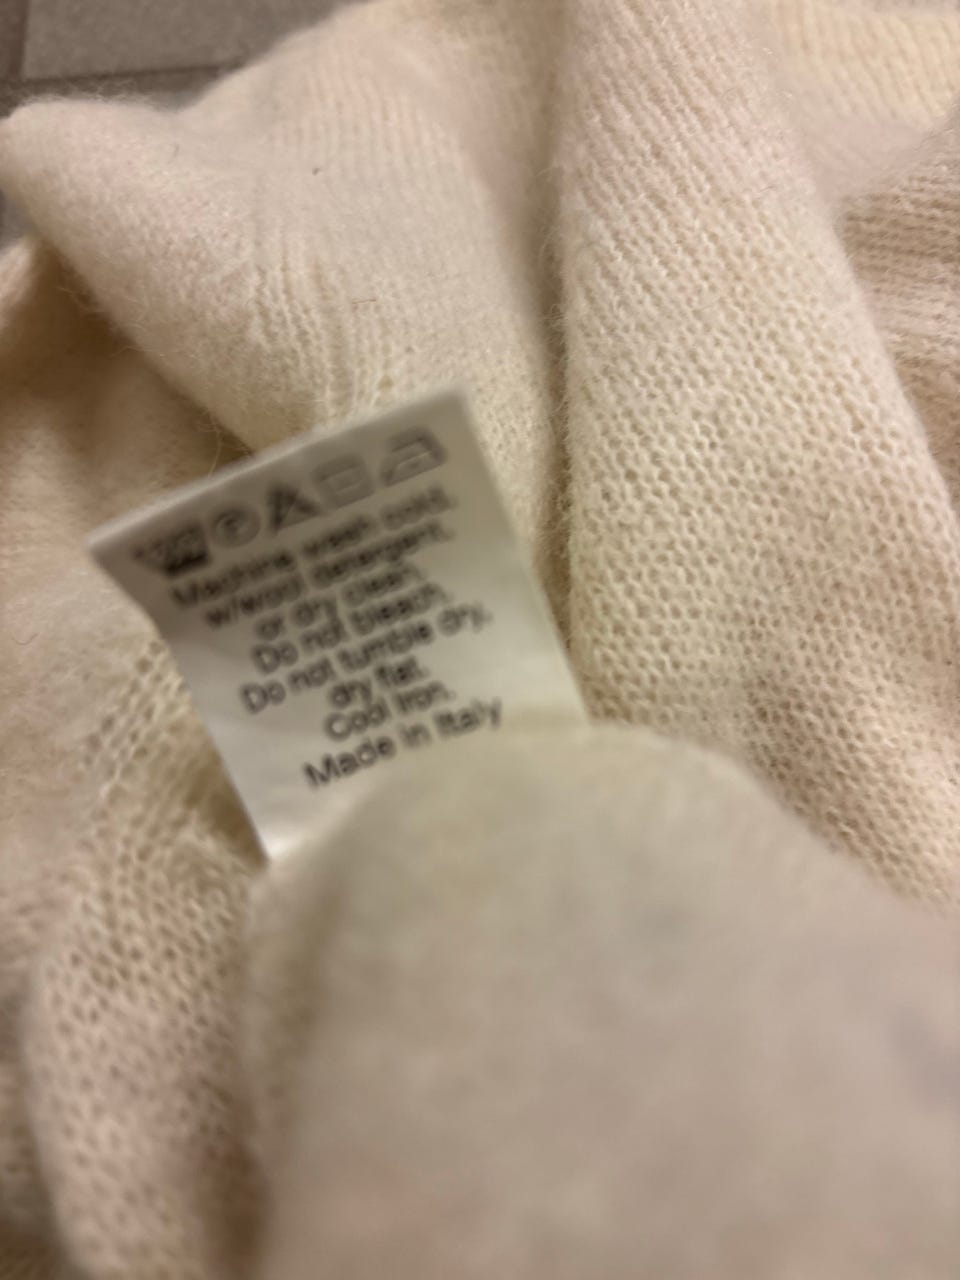 Machine wash cold,
w/wool detergent,
or dry clean.
Do not bleach.
Do not tumble dry,
dry flat.
Cool Iron.
Made in Italy